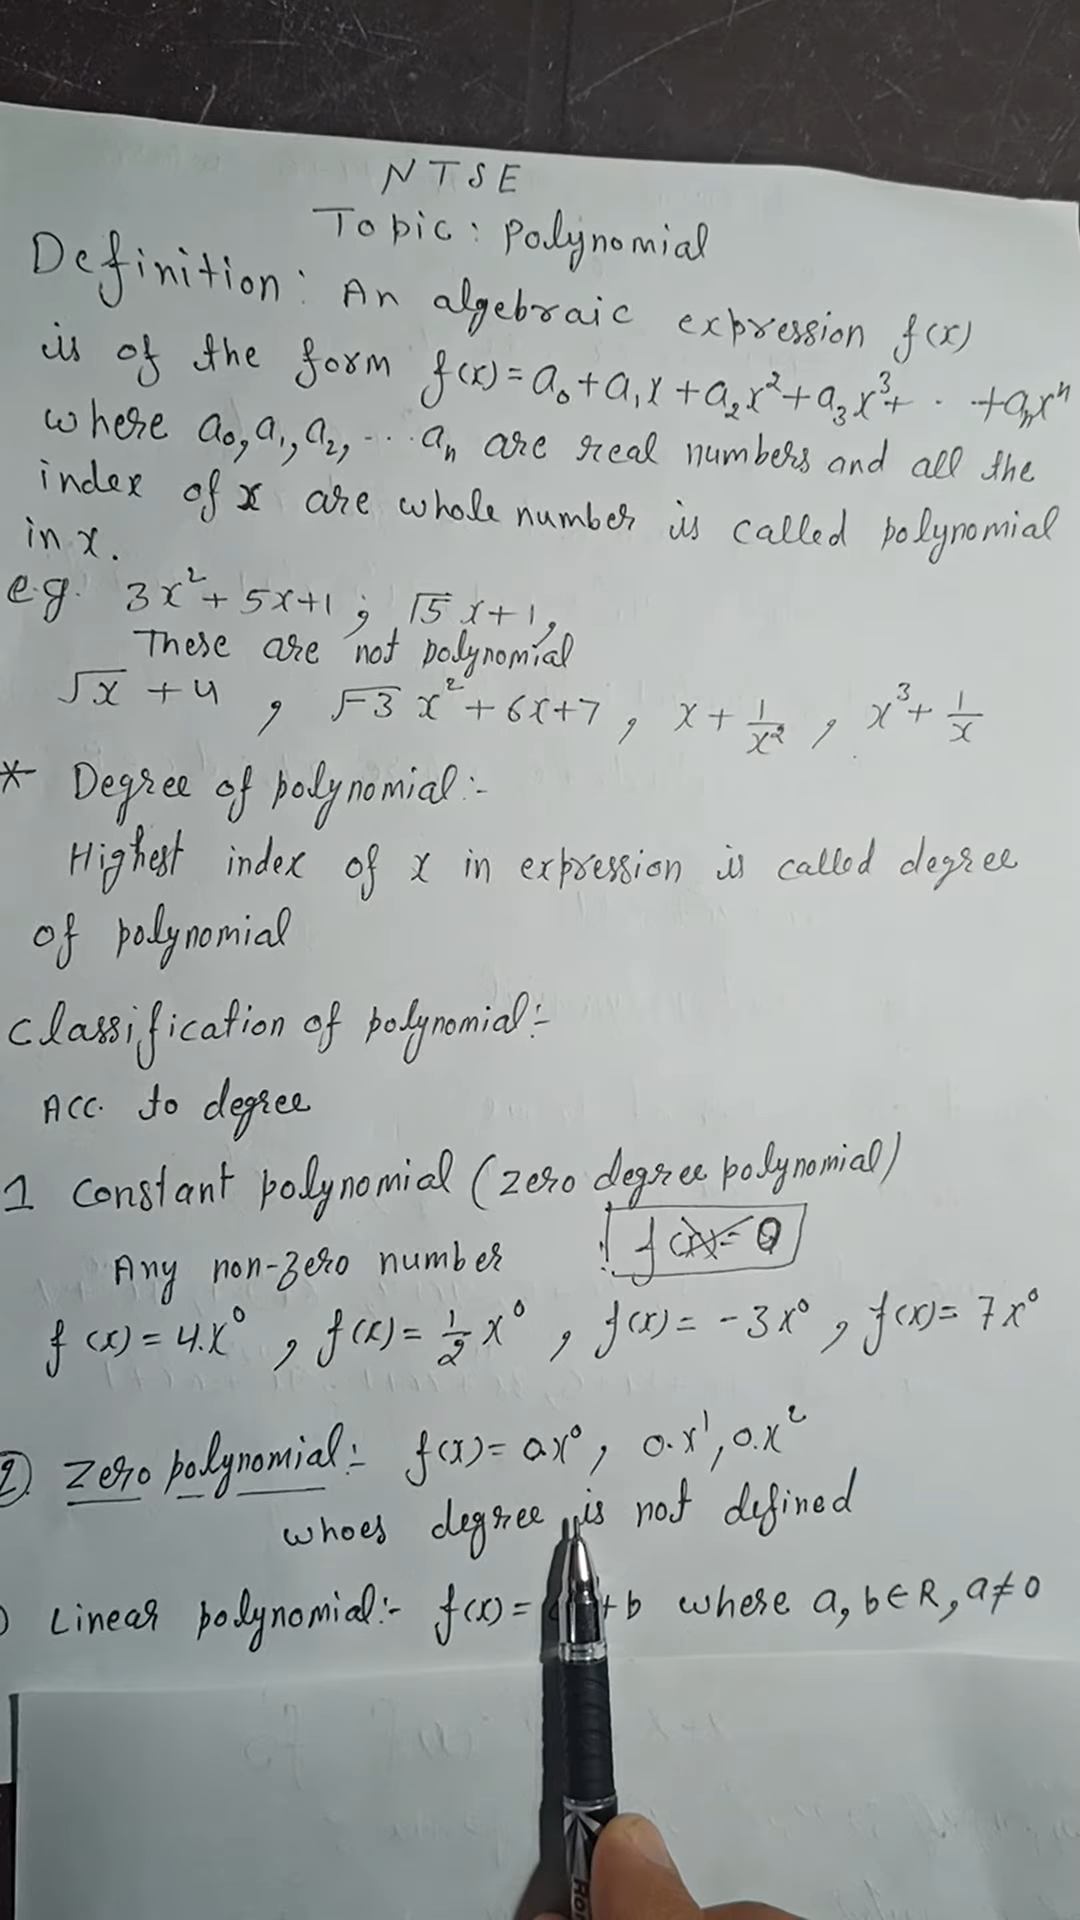 NTSE
Topic: Polynomial
Definition: An algebraic expression f(x)
is of the form f(x)=a₀+a₁x+a₂x²+a₃x³+ · · +aₙxⁿ
where a₀,a₁,a₂,---aₙ are real numbers and all the
index of x are whole number is called polynomial
in x.
e.g. 3x²+5x+1 ; √5 x+1,
These are not polynomial
√x +4 , √-3 x²+6x+7 , x+1/x² , x³+1/x
* Degree of polynomial:-
Highest index of x in expression is called degree
of polynomial
Classification of polynomial:-
Acc. to degree
1 Constant polynomial (zero degree polynomial)
Any non-zero number f(x)=0
f(x)=4.x⁰ , f(x)=1/2 x⁰ , f(x)=-3x⁰ , f(x)=7x⁰
2) Zero polynomial:- f(x)=0.x⁰, 0.x¹, 0.x²
whoes degree is not defined
) Linear polynomial:- f(x)= +b where a, b∈R, a≠0
Ror